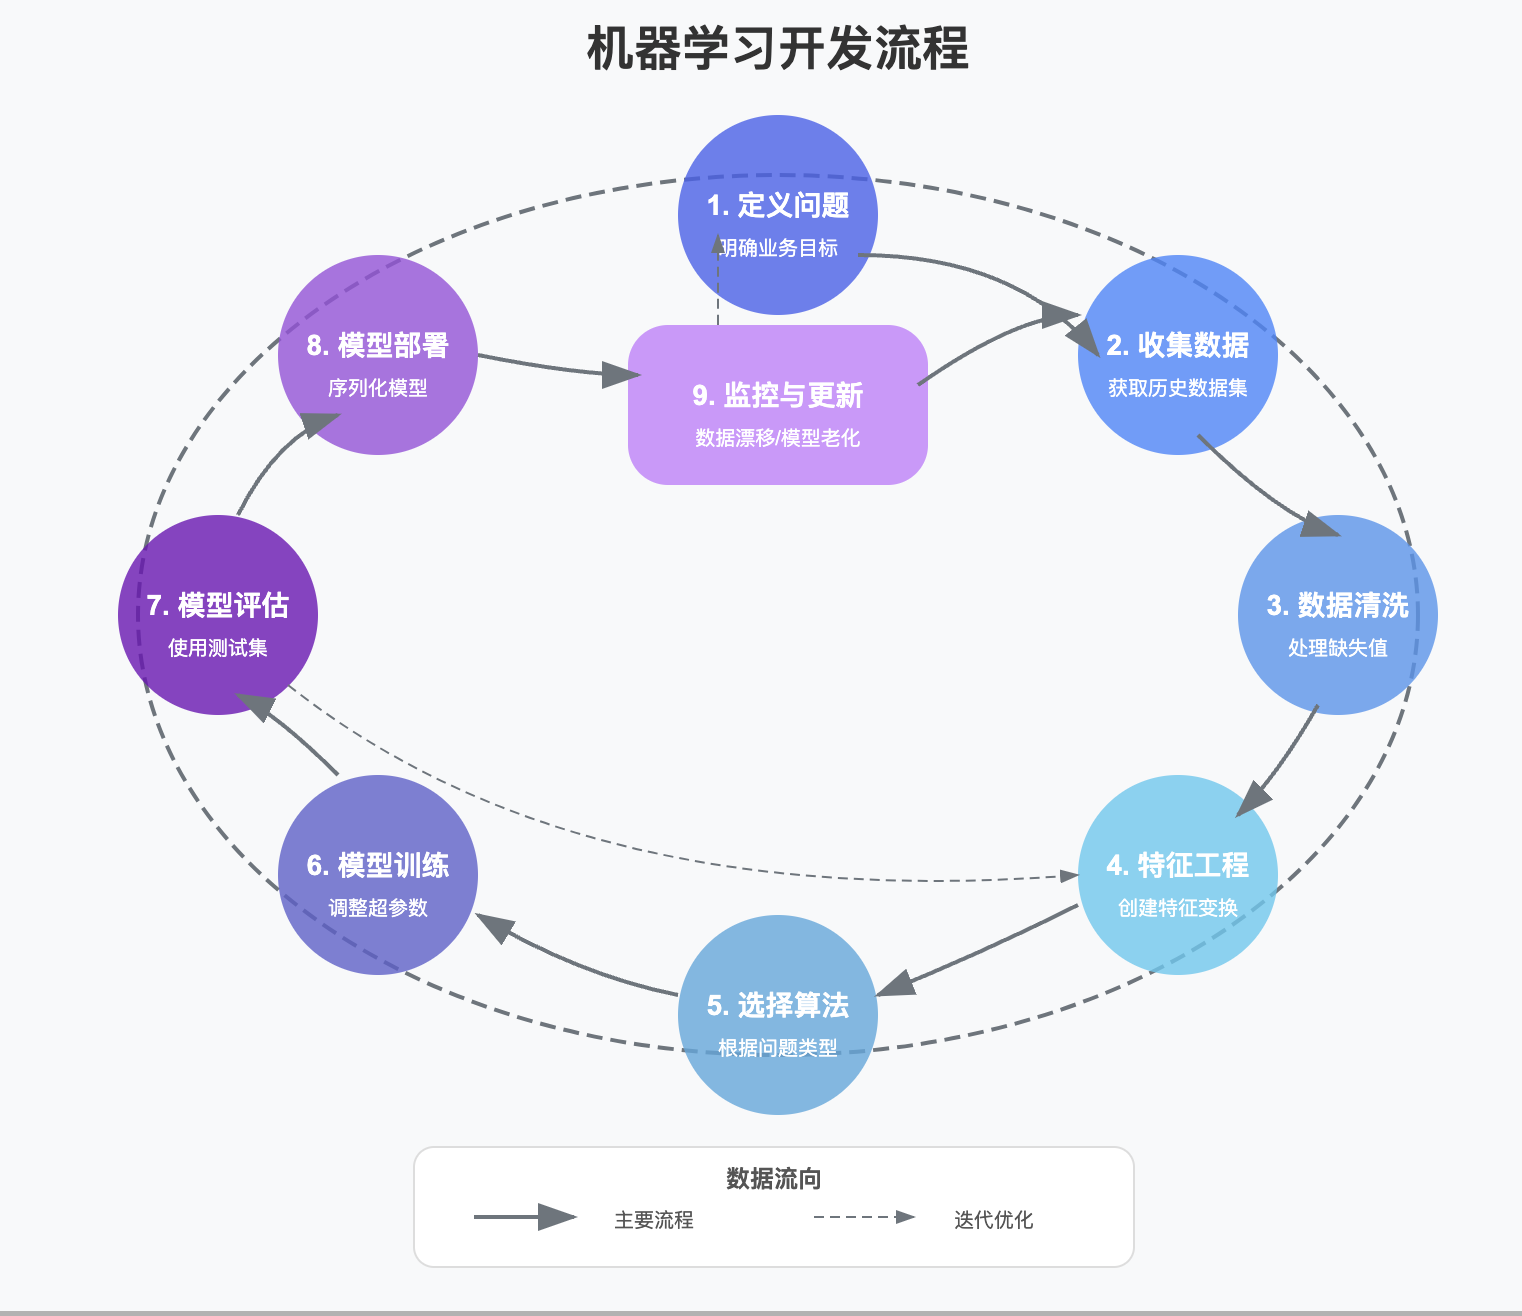 机器学习开发流程
1. 定义问题
明确业务目标
2. 收集数据
获取历史数据集
3. 数据清洗
处理缺失值
4. 特征工程
创建特征变换
5. 选择算法
根据问题类型
6. 模型训练
调整超参数
7. 模型评估
使用测试集
8. 模型部署
序列化模型
9. 监控与更新
数据漂移/模型老化
数据流向
主要流程
迭代优化